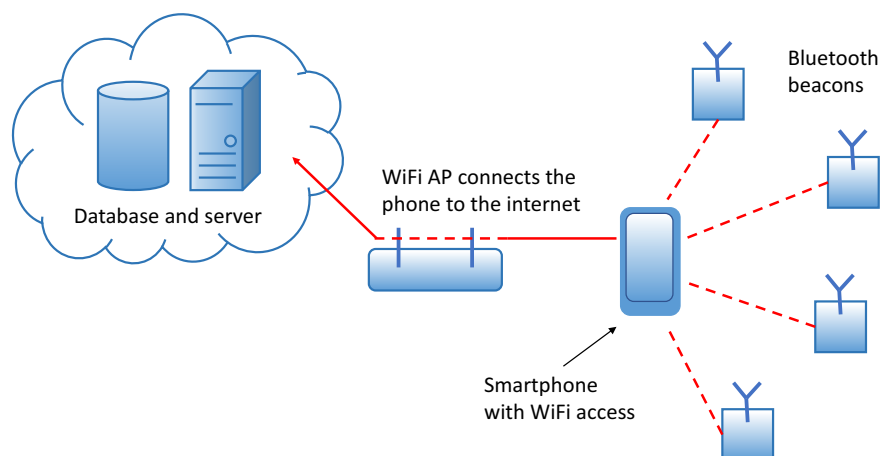 Bluetooth
beacons
WiFi AP connects the
phone to the internet
Database and server
Smartphone
with WiFi access